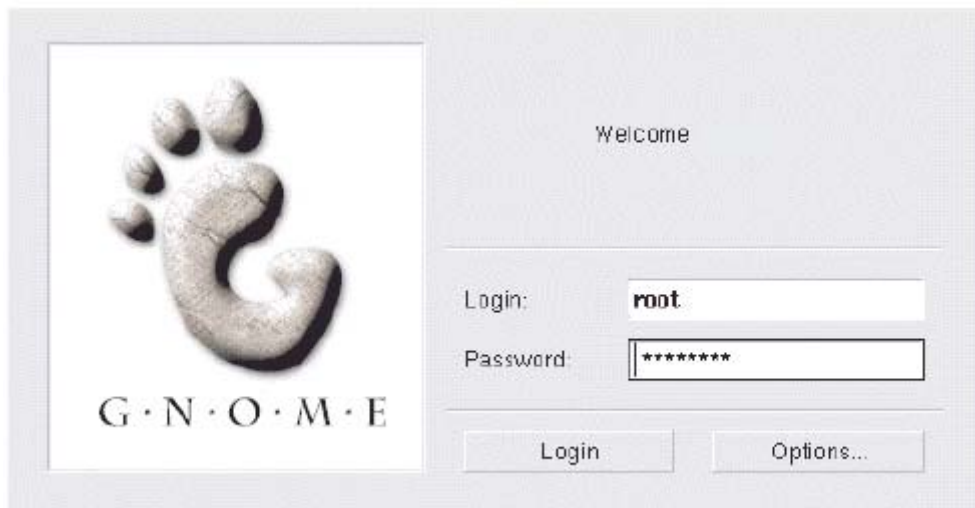 Welcome
Login: root
Password: ********
G·N·O·M·E
Login Options...